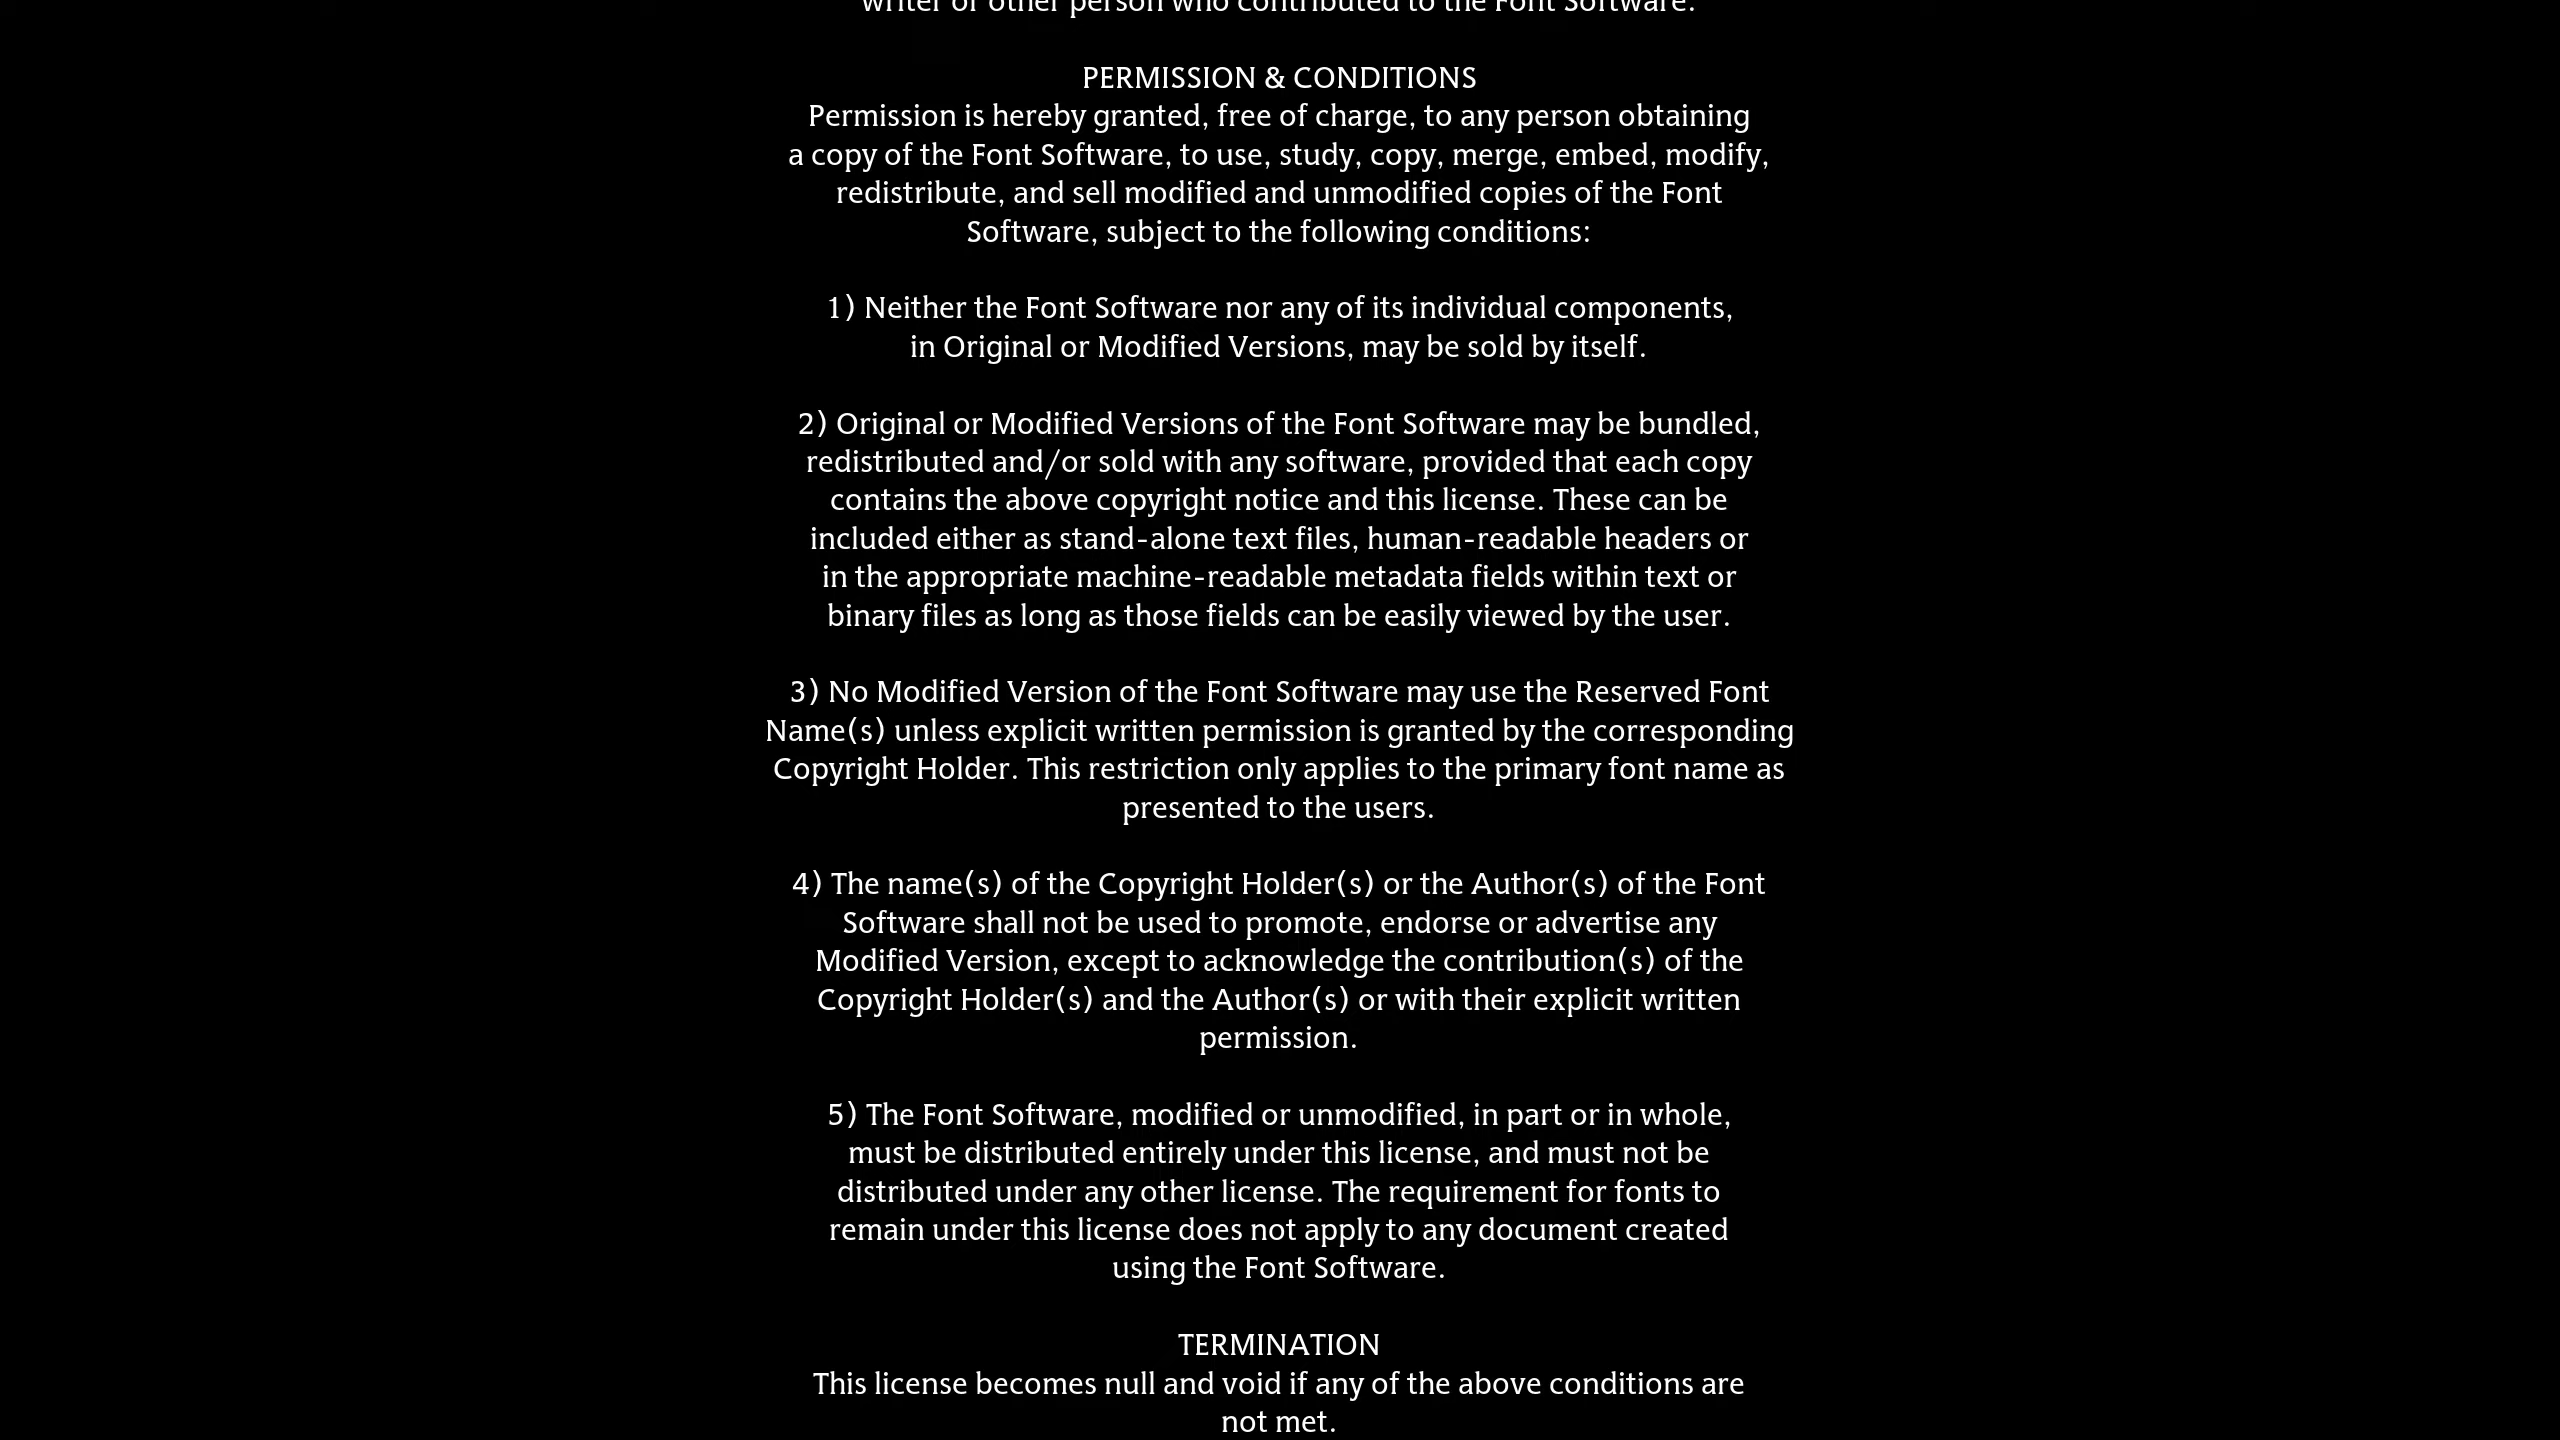 writer or other person who contributed to the Font Software.
PERMISSION & CONDITIONS
Permission is hereby granted, free of charge, to any person obtaining
a copy of the Font Software, to use, study, copy, merge, embed, modify,
redistribute, and sell modified and unmodified copies of the Font
Software, subject to the following conditions:
1) Neither the Font Software nor any of its individual components,
in Original or Modified Versions, may be sold by itself.
2) Original or Modified Versions of the Font Software may be bundled,
redistributed and/or sold with any software, provided that each copy
contains the above copyright notice and this license. These can be
included either as stand-alone text files, human-readable headers or
in the appropriate machine-readable metadata fields within text or
binary files as long as those fields can be easily viewed by the user.
3) No Modified Version of the Font Software may use the Reserved Font
Name(s) unless explicit written permission is granted by the corresponding
Copyright Holder. This restriction only applies to the primary font name as
presented to the users.
4) The name(s) of the Copyright Holder(s) or the Author(s) of the Font
Software shall not be used to promote, endorse or advertise any
Modified Version, except to acknowledge the contribution(s) of the
Copyright Holder(s) and the Author(s) or with their explicit written
permission.
5) The Font Software, modified or unmodified, in part or in whole,
must be distributed entirely under this license, and must not be
distributed under any other license. The requirement for fonts to
remain under this license does not apply to any document created
using the Font Software.
TERMINATION
This license becomes null and void if any of the above conditions are
not met.